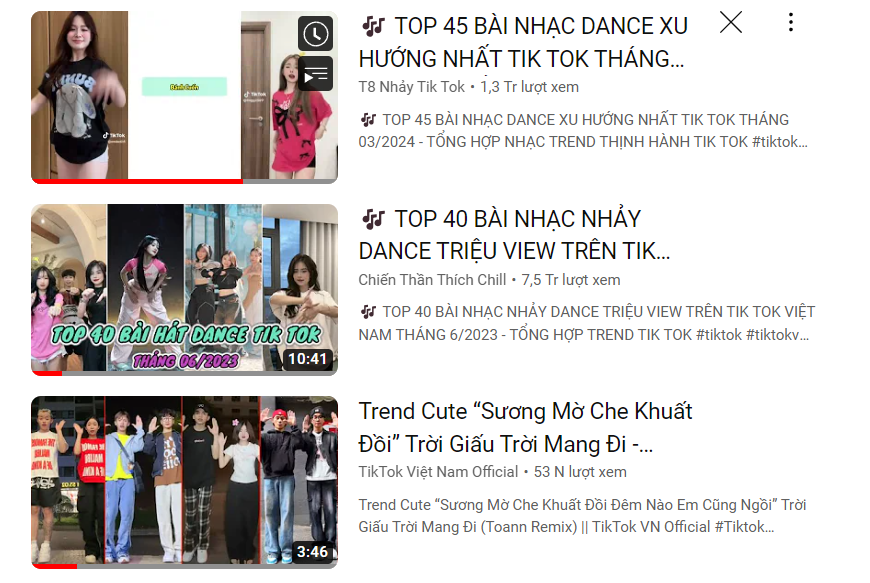 🎶 TOP 45 BÀI NHẠC DANCE XU
HƯỚNG NHẤT TIK TOK THÁNG…
T8 Nhảy Tik Tok • 1,3 Tr lượt xem
🎶 TOP 45 BÀI NHẠC DANCE XU HƯỚNG NHẤT TIK TOK THÁNG
03/2024 - TỔNG HỢP NHẠC TREND THỊNH HÀNH TIK TOK #tiktok…
Đánh Cuốn
TikTok
TikTok
🎶 TOP 40 BÀI NHẠC NHẢY
DANCE TRIỆU VIEW TRÊN TIK…
Chiến Thần Thích Chill • 7,5 Tr lượt xem
🎶 TOP 40 BÀI NHẠC NHẢY DANCE TRIỆU VIEW TRÊN TIK TOK VIỆT
NAM THÁNG 6/2023 - TỔNG HỢP TREND TIK TOK #tiktok #tiktokv…
TOP 40 BÀI HÁT DANCE TIK TOK
THÁNG 06/2023
10:41
Trend Cute “Sương Mờ Che Khuất
Đồi” Trời Giấu Trời Mang Đi -…
TikTok Việt Nam Official • 53 N lượt xem
Trend Cute “Sương Mờ Che Khuất Đồi Đêm Nào Em Cũng Ngồi” Trời
Giấu Trời Mang Đi (Toann Remix) || TikTok VN Official #Tiktok…
3:46